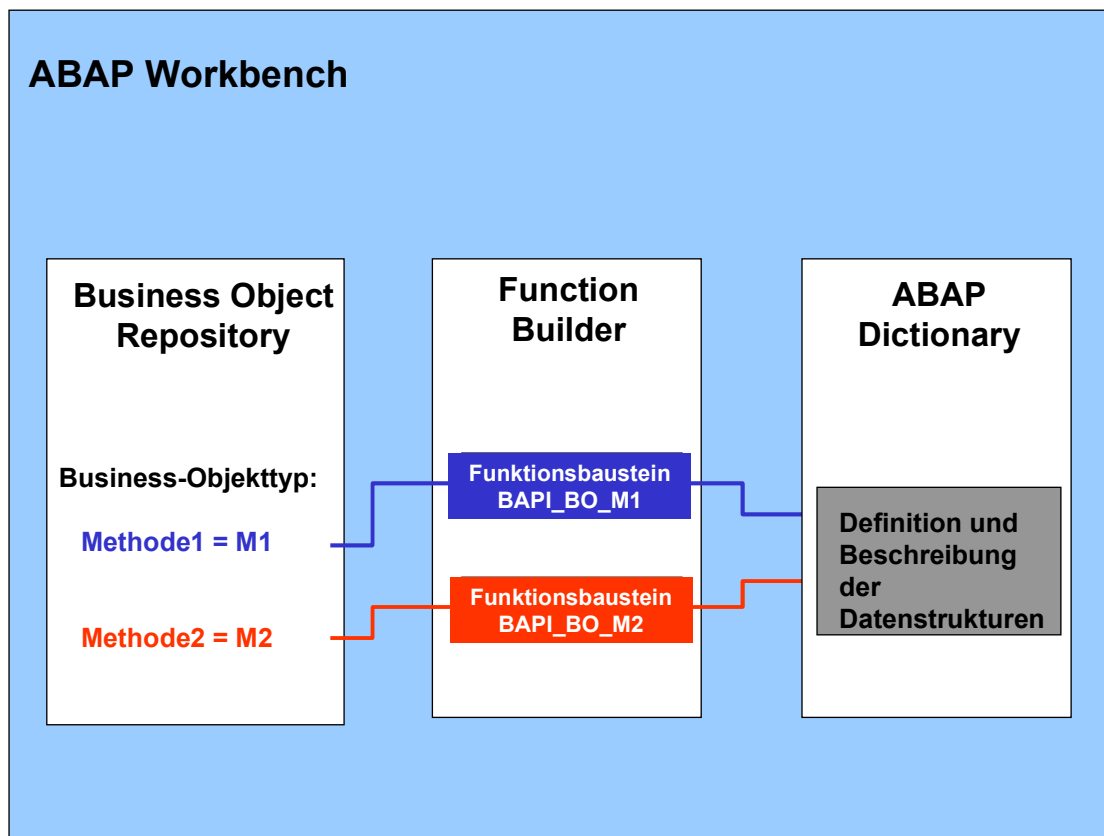 ABAP Workbench
Business Object
Repository
Business-Objekttyp:
Methode1 = M1
Methode2 = M2
Function
Builder
Funktionsbaustein
BAPI_BO_M1
Funktionsbaustein
BAPI_BO_M2
ABAP
Dictionary
Definition und
Beschreibung
der
Datenstrukturen